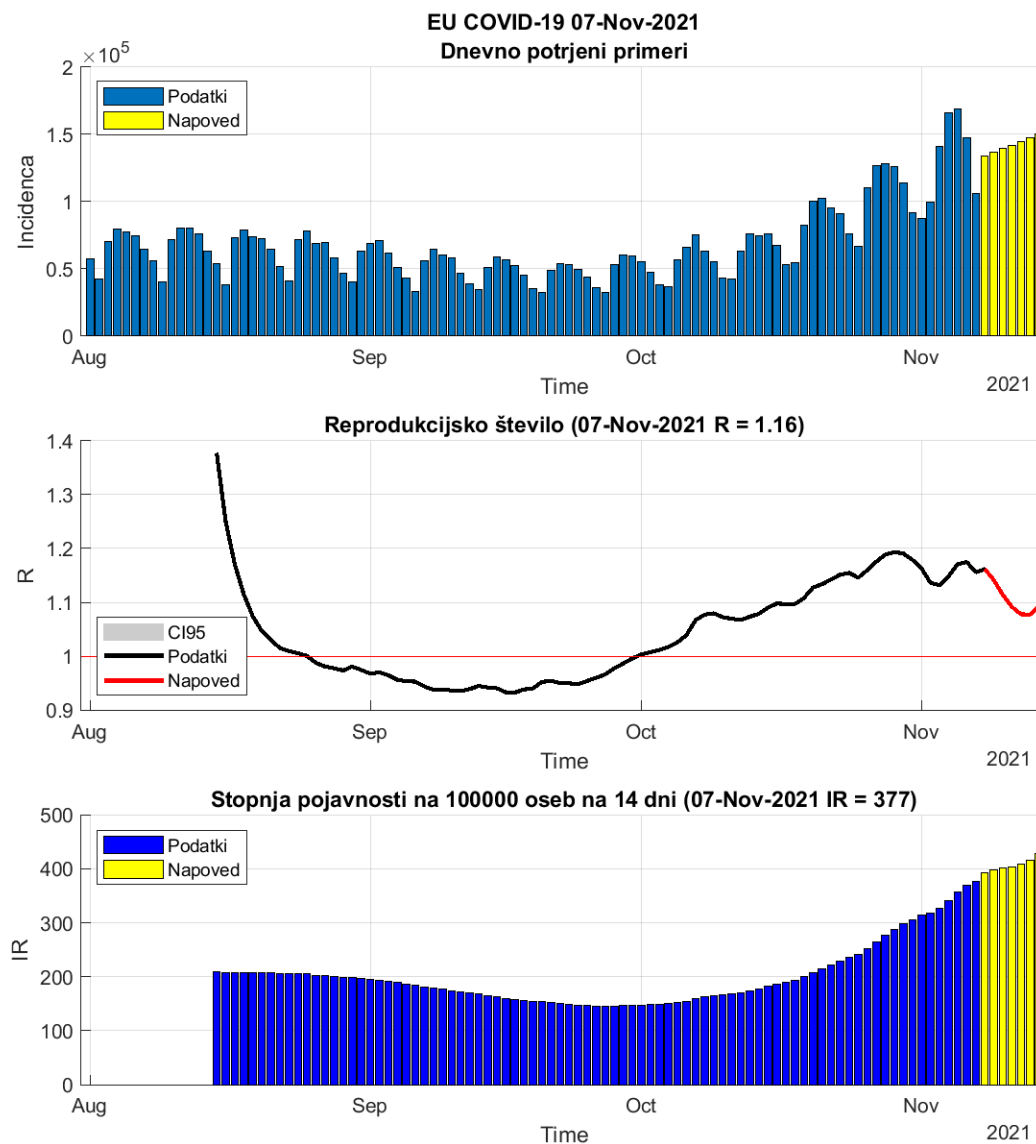 EU COVID-19 07-Nov-2021
Dnevno potrjeni primeri
×10^5
2
1.5
1
0.5
0
Incidenca
Podatki
Napoved
Aug Sep Oct Nov
Time
2021
Reprodukcijsko število (07-Nov-2021 R = 1.16)
1.4
1.3
1.2
1.1
1
0.9
R
CI95
Podatki
Napoved
Aug Sep Oct Nov
Time
2021
Stopnja pojavnosti na 100000 oseb na 14 dni (07-Nov-2021 IR = 377)
500
400
300
200
100
0
IR
Podatki
Napoved
Aug Sep Oct Nov
Time
2021